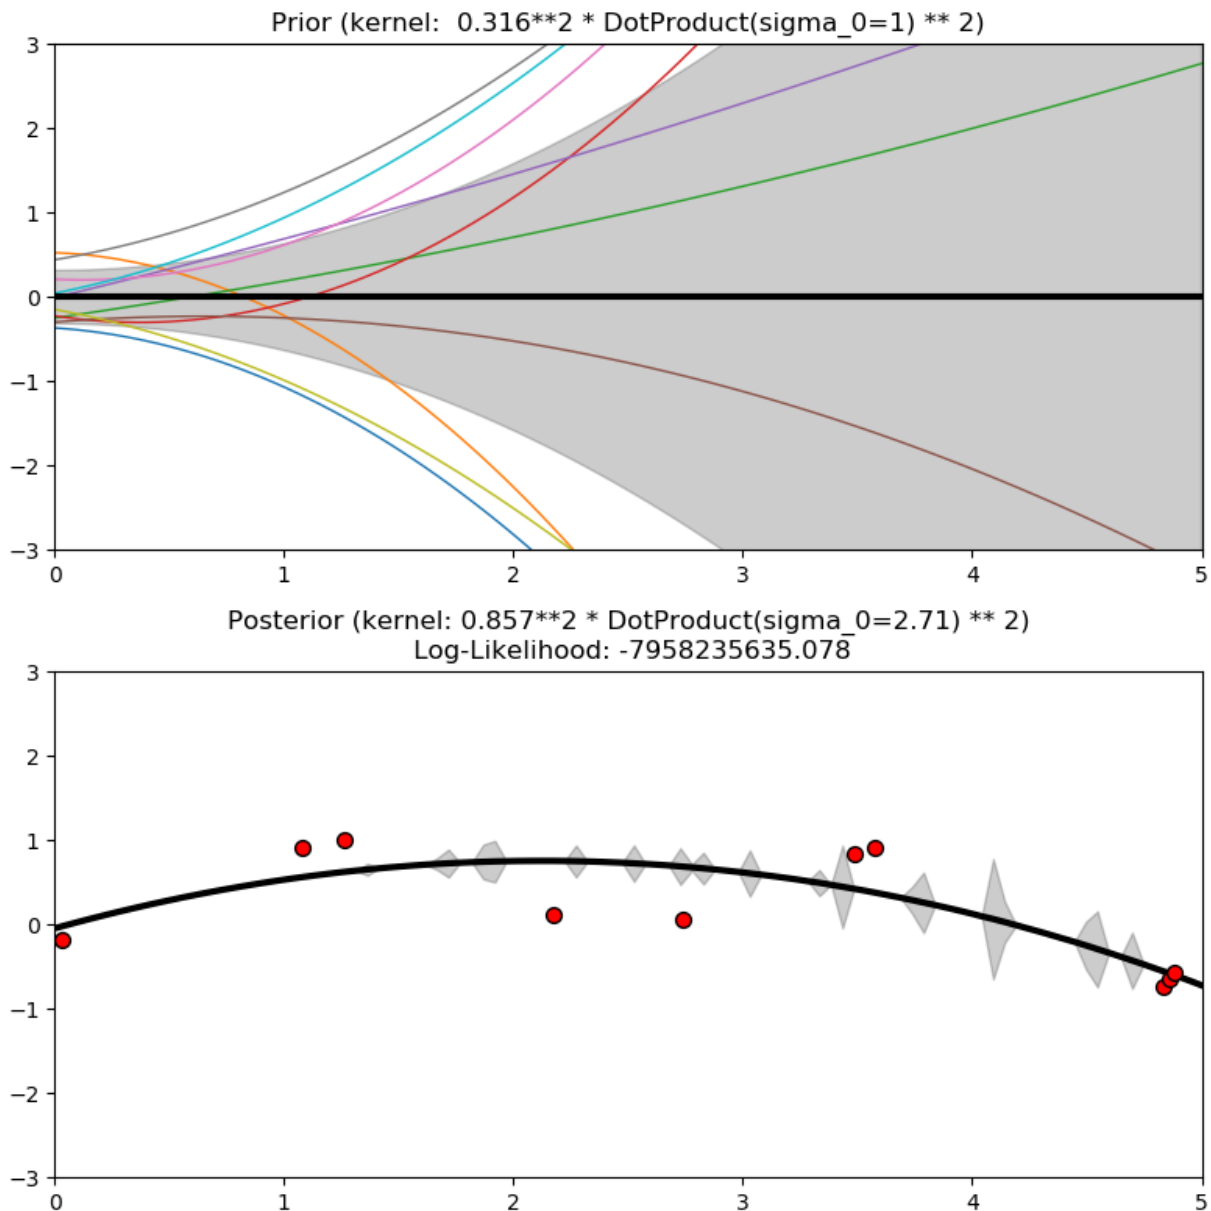 Prior (kernel:  0.316**2 * DotProduct(sigma_0=1) ** 2)
3
2
1
0
−1
−2
−3
0 1 2 3 4 5
Posterior (kernel: 0.857**2 * DotProduct(sigma_0=2.71) ** 2)
Log-Likelihood: -7958235635.078
3
2
1
0
−1
−2
−3
0 1 2 3 4 5